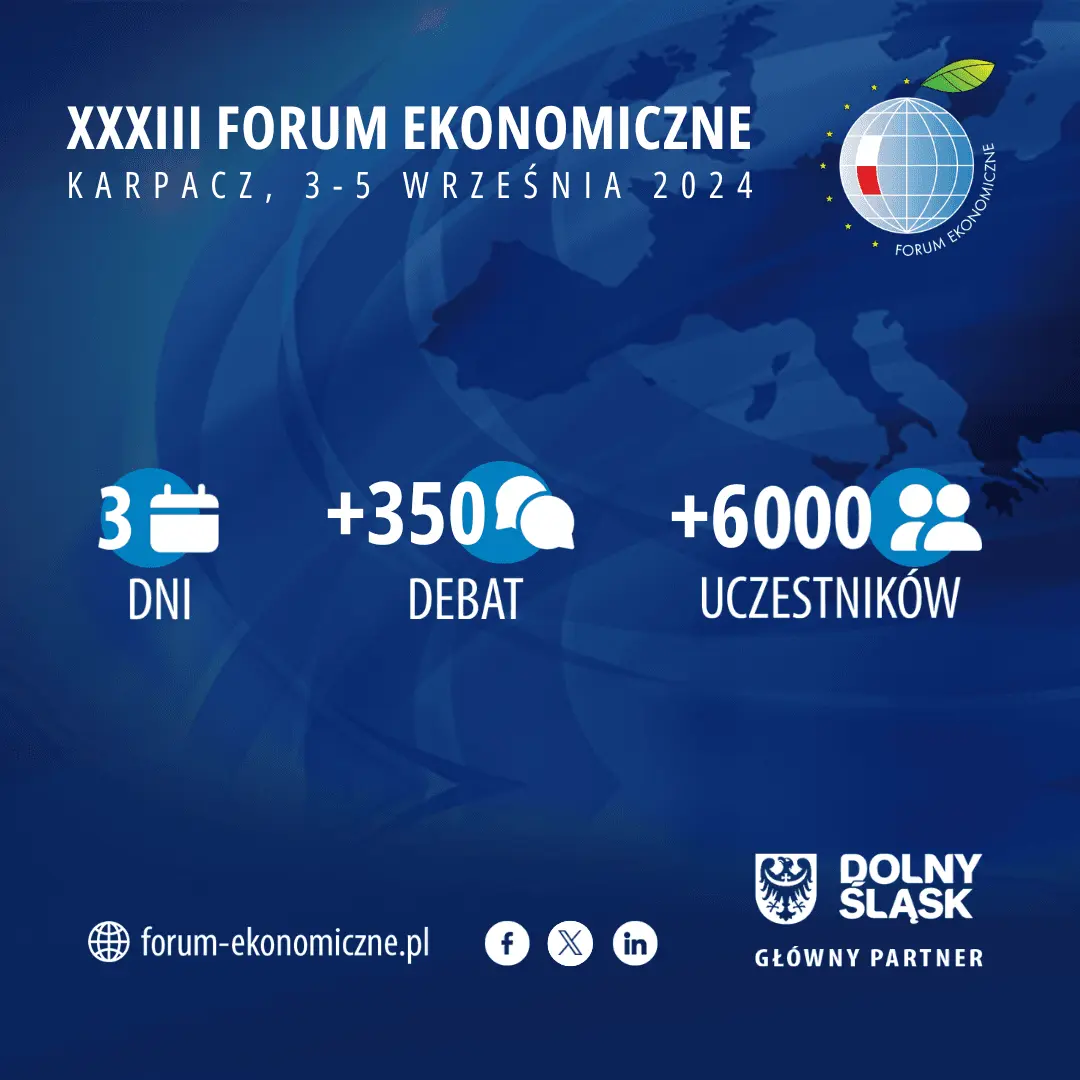 XXXIII FORUM EKONOMICZNE
KARPACZ, 3-5 WRZEŚNIA 2024
FORUM EKONOMICZNE
3
DNI
+350
DEBAT
+6000
UCZESTNIKÓW
forum-ekonomiczne.pl
DOLNY
ŚLĄSK
GŁÓWNY PARTNER